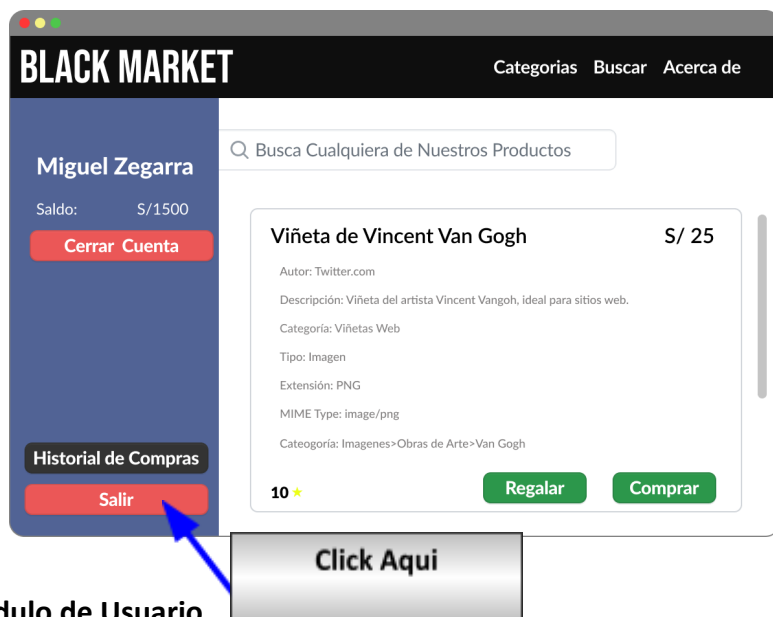 BLACK MARKET
Categorias Buscar Acerca de
Miguel Zegarra
Saldo: S/1500
Cerrar Cuenta
Historial de Compras
Salir
Busca Cualquiera de Nuestros Productos
Viñeta de Vincent Van Gogh S/ 25
Autor: Twitter.com
Descripción: Viñeta del artista Vincent Vangoh, ideal para sitios web.
Categoría: Viñetas Web
Tipo: Imagen
Extensión: PNG
MIME Type: image/png
Cateogoría: Imagenes>Obras de Arte>Van Gogh
10 Regalar Comprar
Click Aqui
dulo de Usuario